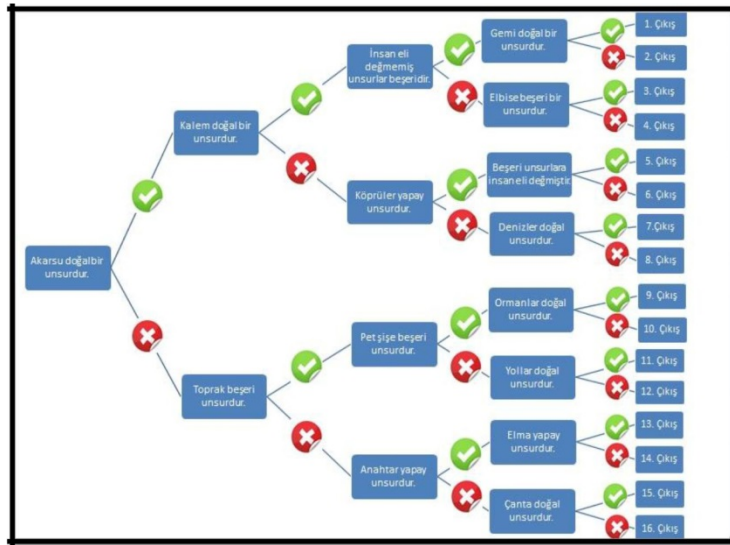 Akarsu doğal bir
unsurdur.
Kalem doğal bir
unsurdur.
Toprak beşeri
unsurdur.
İnsan eli
değmemiş
unsurlar beşeridir.
Köprüler yapay
unsurdur.
Pet şişe beşeri
unsurdur.
Anahtar yapay
unsurdur.
Gemi doğal bir
unsurdur.
Elbise beşeri bir
unsurdur.
Beşeri unsurlara
insan eli değmiştir.
Denizler doğal
unsurdur.
Ormanlar doğal
unsurdur.
Yollar doğal
unsurdur.
Elma yapay
unsurdur.
Çanta doğal
unsurdur.
1. Çıkış
2. Çıkış
3. Çıkış
4. Çıkış
5. Çıkış
6. Çıkış
7.Çıkış
8. Çıkış
9. Çıkış
10. Çıkış
11. Çıkış
12. Çıkış
13. Çıkış
14. Çıkış
15. Çıkış
16. Çıkış